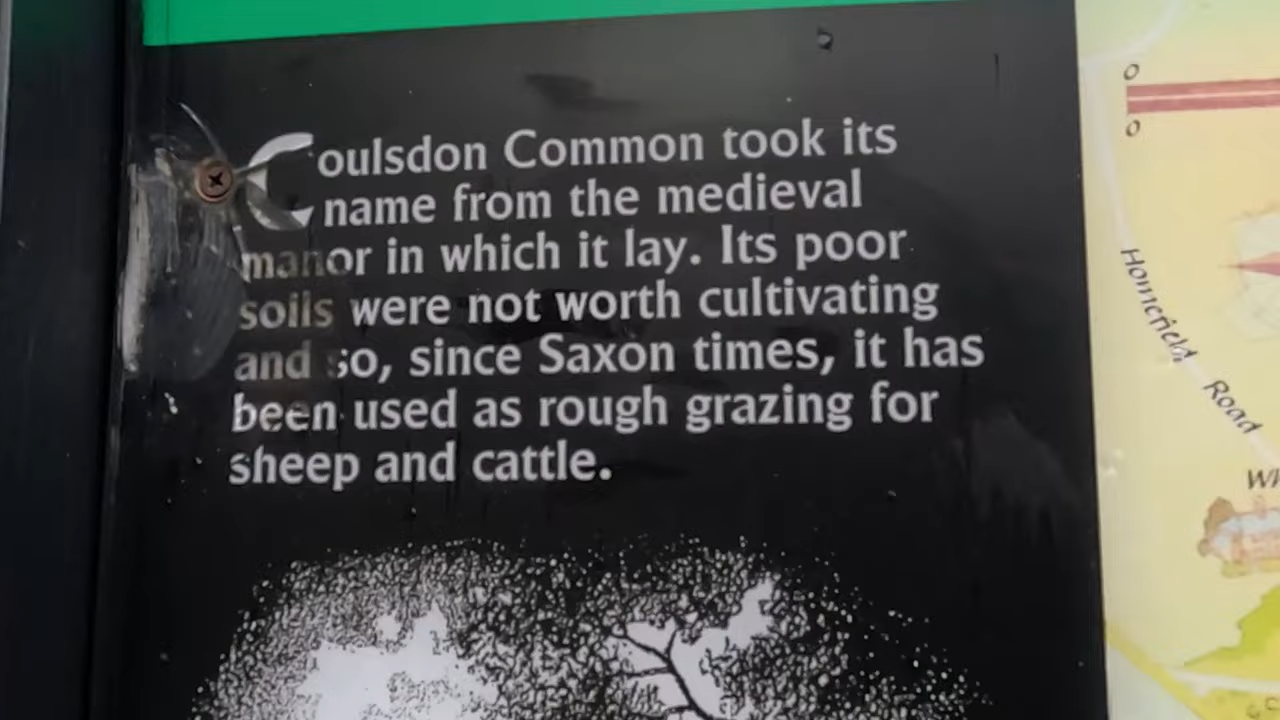 Coulsdon Common took its
name from the medieval
manor in which it lay. Its poor
soils were not worth cultivating
and so, since Saxon times, it has
been used as rough grazing for
sheep and cattle.
0
0
Homefield Road